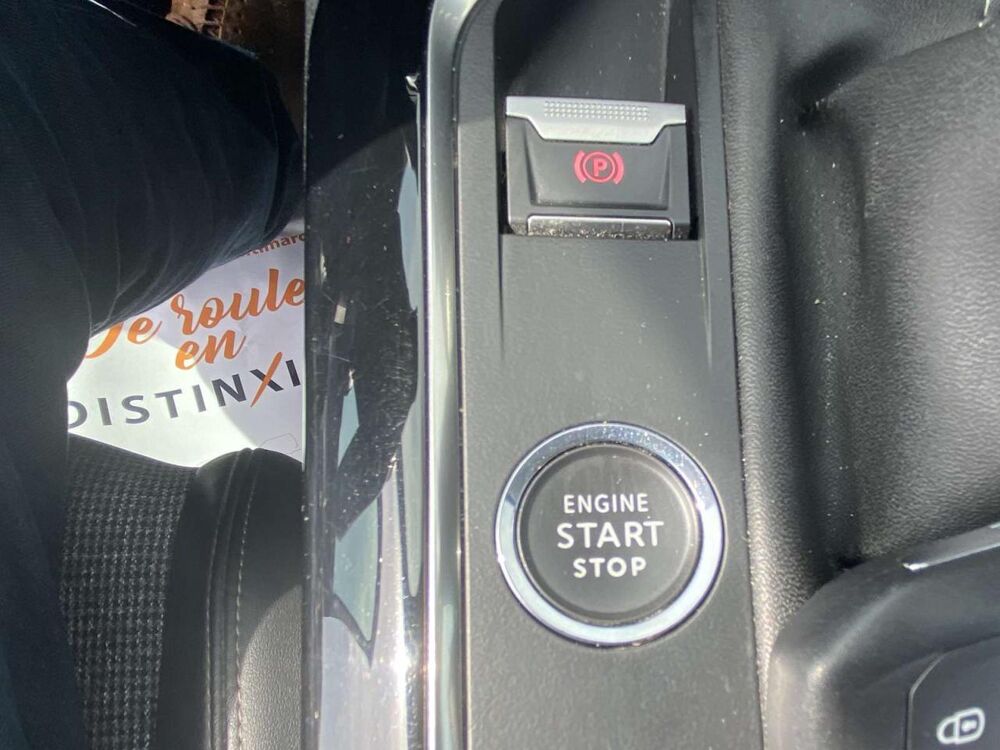 P
Je roule
en
DISTINXI
ENGINE
START
STOP